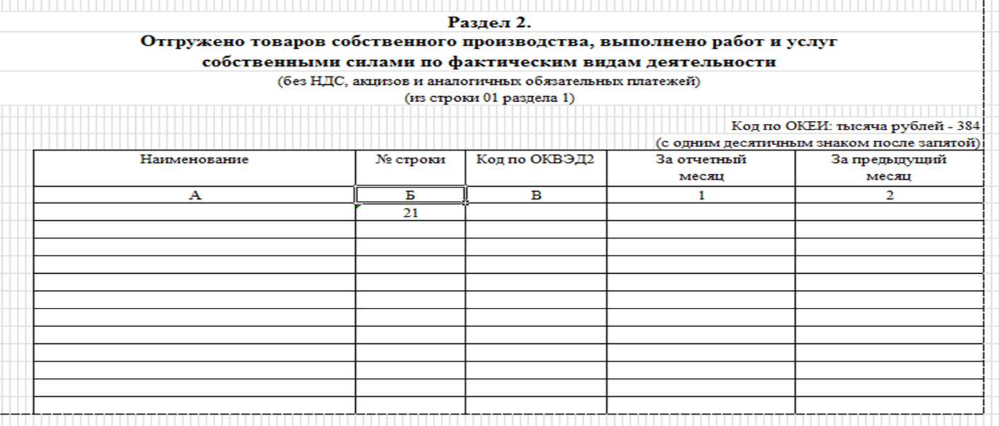 Раздел 2.
Отгружено товаров собственного производства, выполнено работ и услуг
собственными силами по фактическим видам деятельности
(без НДС, акцизов и аналогичных обязательных платежей)
(из строки 01 раздела 1)
Код по ОКЕИ: тысяча рублей - 384
(с одним десятичным знаком после запятой)
Наименование № строки Код по ОКВЭД2 За отчетный За предыдущий
месяц месяц
А Б В 1 2
21